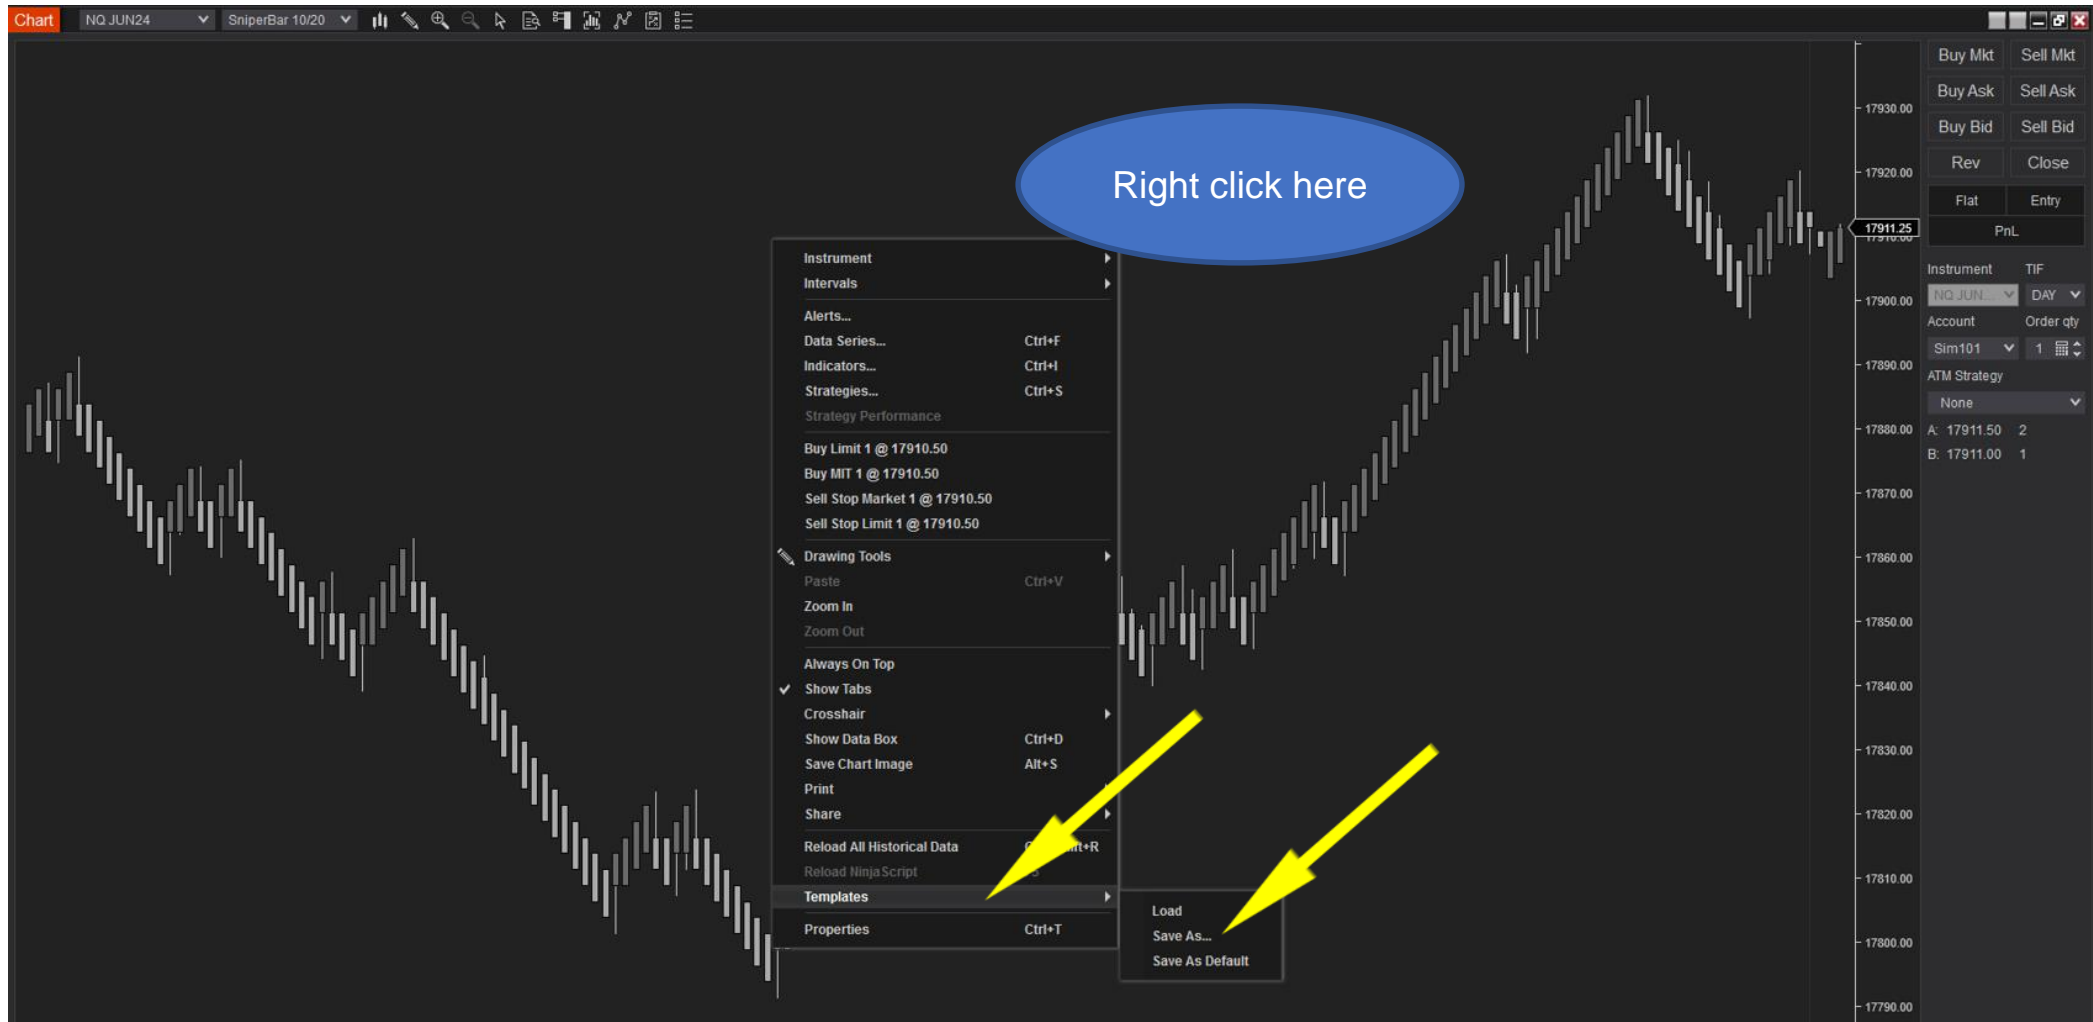 Chart NQ JUN24 SniperBar 10/20
Right click here
Instrument
Intervals
Alerts...
Data Series... Ctrl+F
Indicators... Ctrl+I
Strategies... Ctrl+S
Strategy Performance
Buy Limit 1 @ 17910.50
Buy MIT 1 @ 17910.50
Sell Stop Market 1 @ 17910.50
Sell Stop Limit 1 @ 17910.50
Drawing Tools
Paste Ctrl+V
Zoom In
Zoom Out
Always On Top
Show Tabs
Crosshair
Show Data Box Ctrl+D
Save Chart Image Alt+S
Print
Share
Reload All Historical Data
Reload NinjaScript
Templates
Properties Ctrl+T
Load
Save As...
Save As Default
17930.00
17920.00
17911.25
17900.00
17890.00
17880.00
17870.00
17860.00
17850.00
17840.00
17830.00
17820.00
17810.00
17800.00
17790.00
Buy Mkt Sell Mkt
Buy Ask Sell Ask
Buy Bid Sell Bid
Rev Close
Flat Entry
PnL
Instrument TIF
NQ JUN... DAY
Account Order qty
Sim101 1
ATM Strategy
None
A: 17911.50 2
B: 17911.00 1